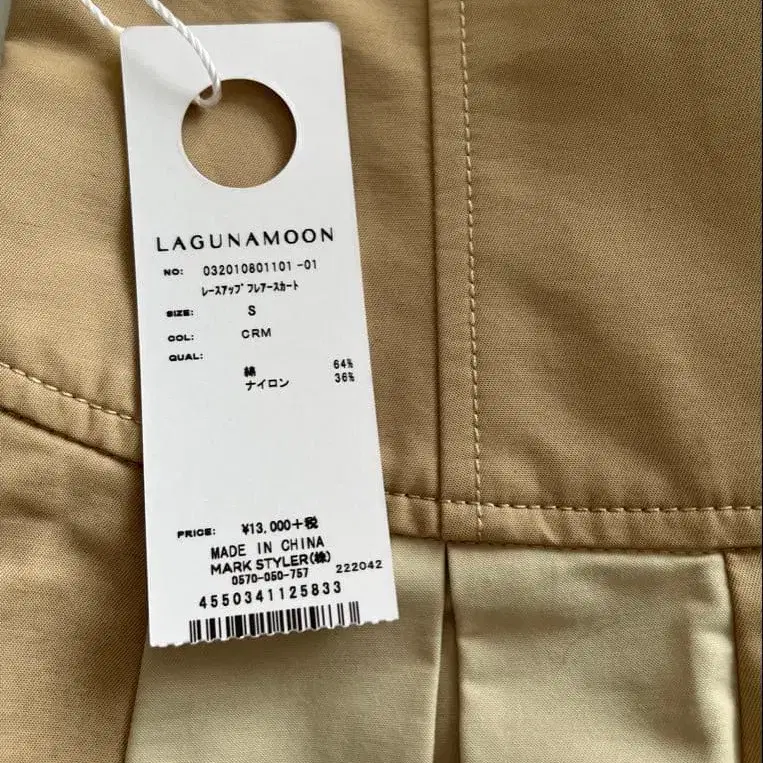 LAGUNAMOON
NO: 032010801101-01
ﾚｰｽｱｯﾌﾟﾌﾚｱｰｽｶｰﾄ
SIZE: S
COL: CRM
QUAL:
綿 64%
ナイロン 36%
PRICE: ¥13,000+税
MADE IN CHINA
MARK STYLER(株)
0570-050-757 222042
4550341125833